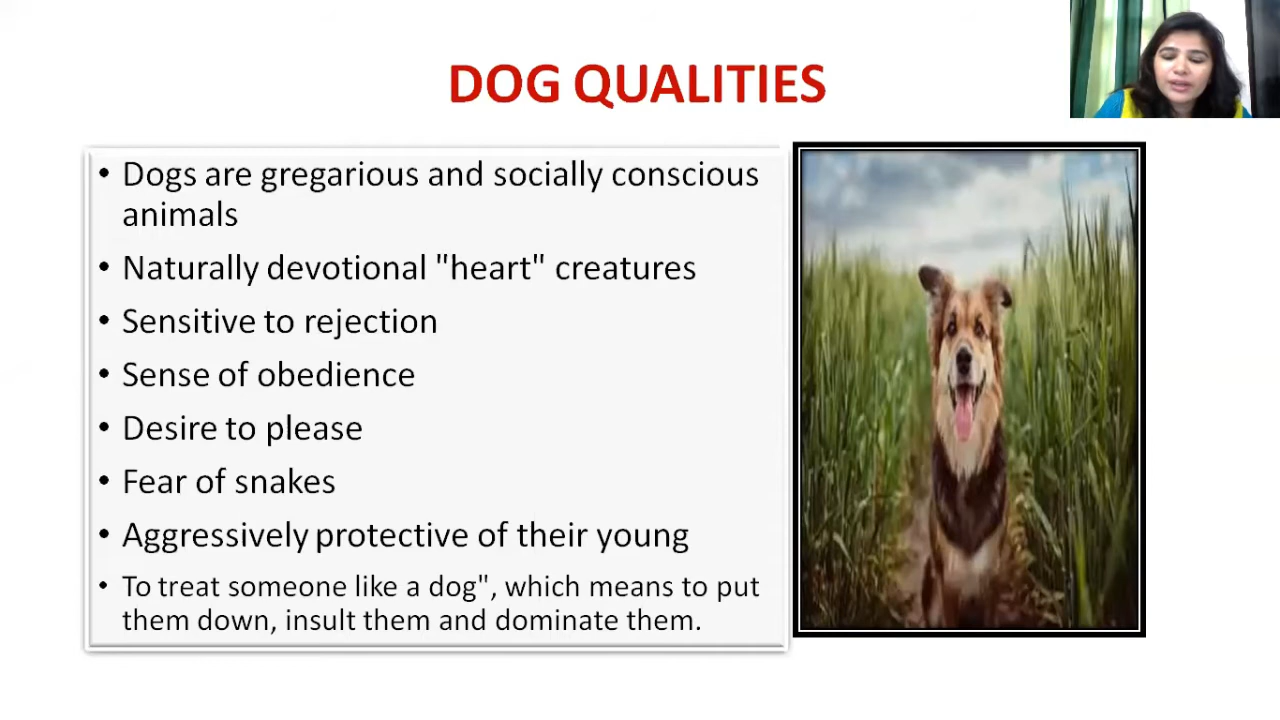 DOG QUALITIES
• Dogs are gregarious and socially conscious
animals
• Naturally devotional "heart" creatures
• Sensitive to rejection
• Sense of obedience
• Desire to please
• Fear of snakes
• Aggressively protective of their young
• To treat someone like a dog", which means to put
them down, insult them and dominate them.